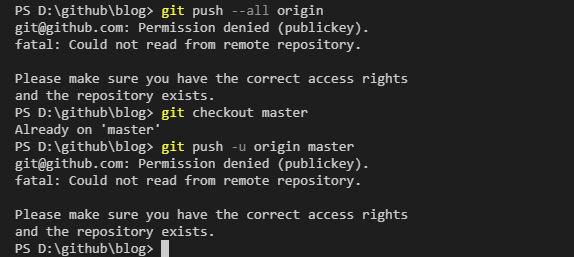 PS D:\github\blog> git push --all origin
git@github.com: Permission denied (publickey).
fatal: Could not read from remote repository.
Please make sure you have the correct access rights
and the repository exists.
PS D:\github\blog> git checkout master
Already on 'master'
PS D:\github\blog> git push -u origin master
git@github.com: Permission denied (publickey).
fatal: Could not read from remote repository.
Please make sure you have the correct access rights
and the repository exists.
PS D:\github\blog>